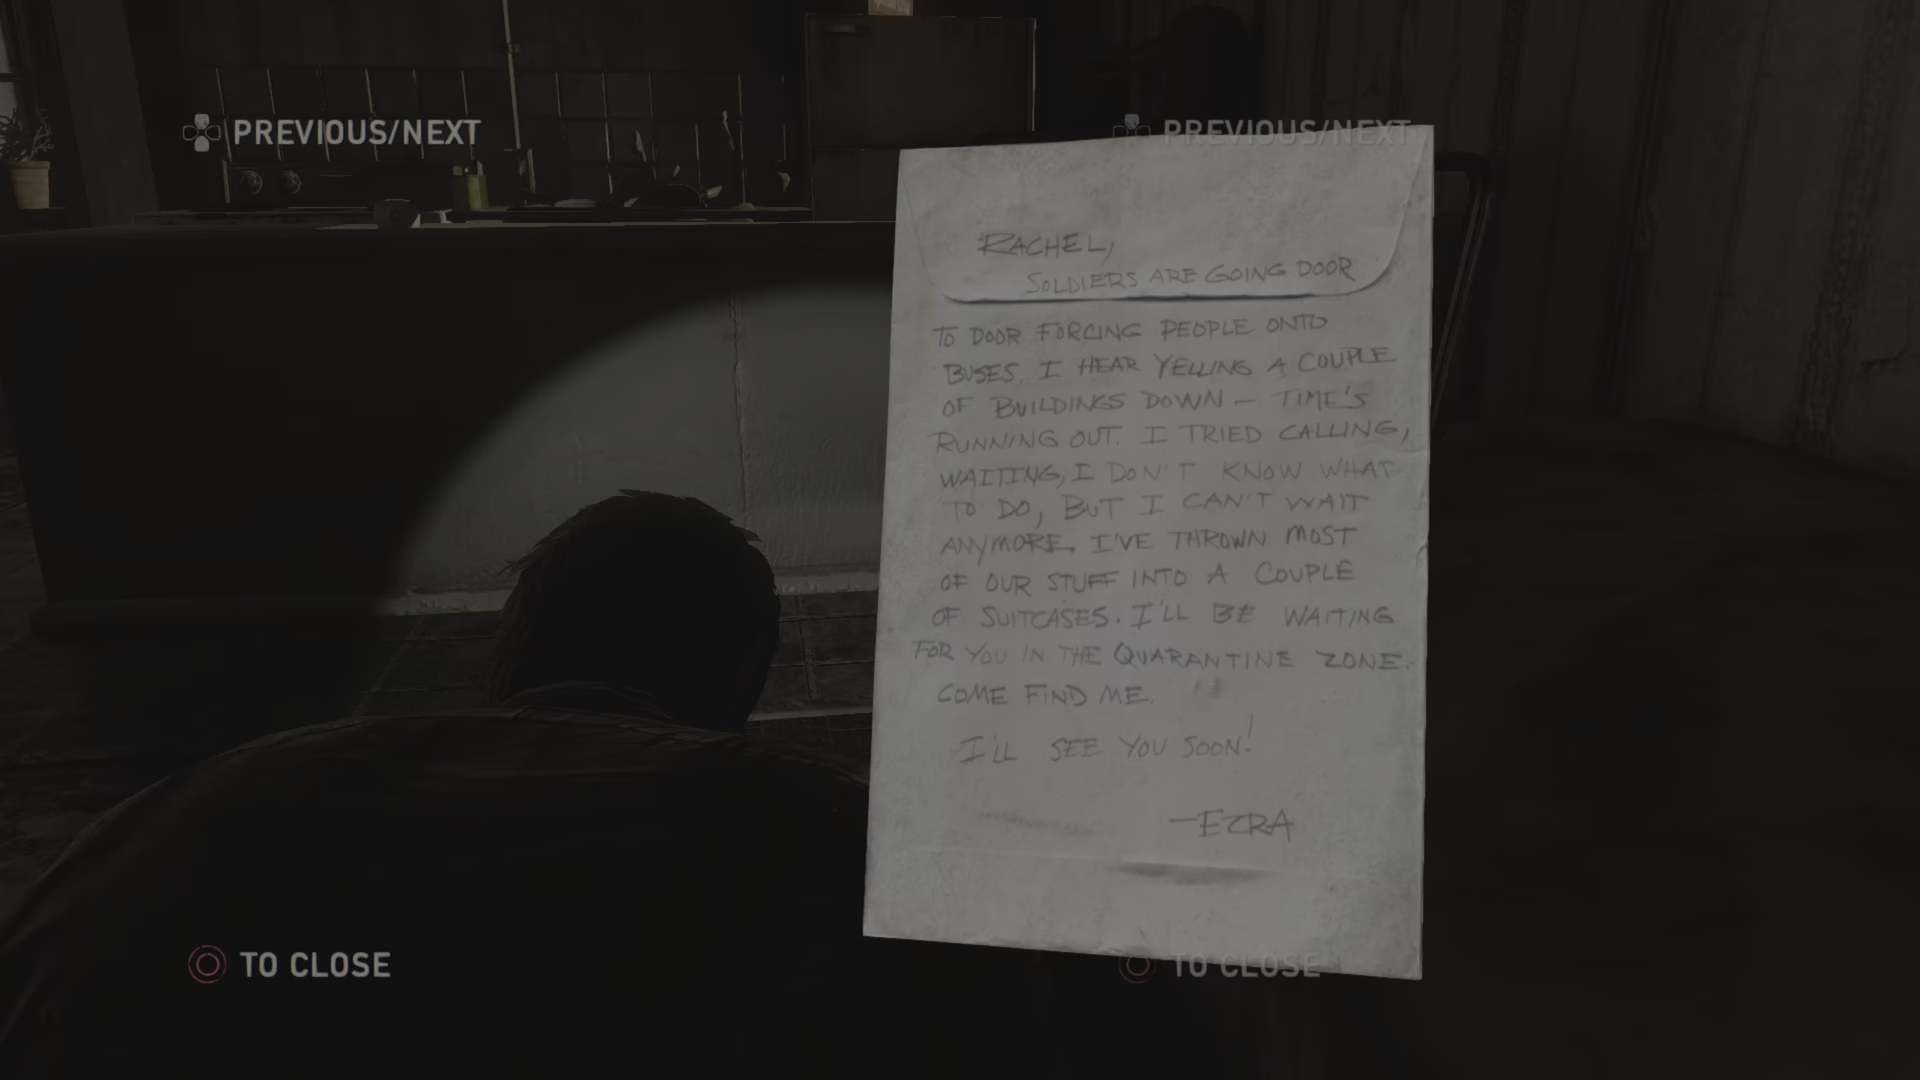 PREVIOUS/NEXT
PREVIOUS/NEXT
RACHEL,
SOLDIERS ARE GOING DOOR
TO DOOR FORCING PEOPLE ONTO
BUSES. I HEAR YELLING A COUPLE
OF BUILDINGS DOWN – TIME'S
RUNNING OUT. I TRIED CALLING,
WAITING, I DON'T KNOW WHAT
TO DO, BUT I CAN'T WAIT
ANYMORE. I'VE THROWN MOST
OF OUR STUFF INTO A COUPLE
OF SUITCASES. I'LL BE WAITING
FOR YOU IN THE QUARANTINE ZONE.
COME FIND ME.
I'LL SEE YOU SOON!
–EZRA
TO CLOSE
TO CLOSE